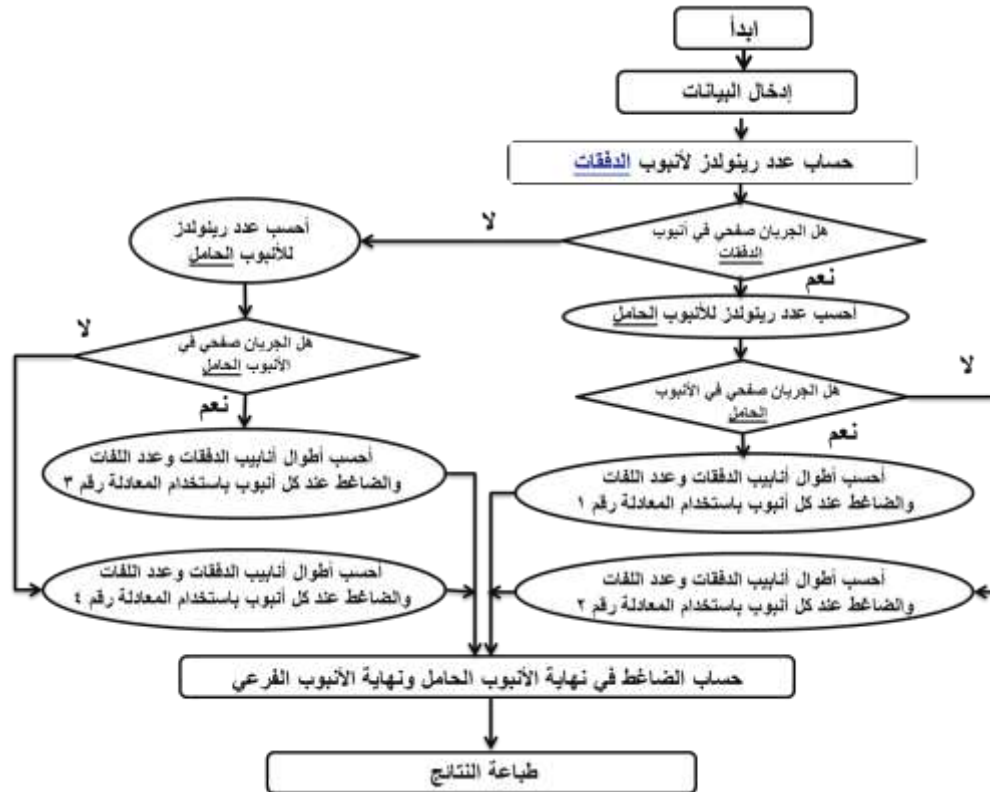 ابدأ
إدخال البيانات
حساب عدد رينولدز لأنبوب الدفقات
هل الجريان صفحي في أنبوب
الدفقات
لا
نعم
أحسب عدد رينولدز
للأنبوب الحامل
أحسب عدد رينولدز للأنبوب الحامل
هل الجريان صفحي في
الأنبوب الحامل
لا
نعم
هل الجريان صفحي في الأنبوب
الحامل
لا
نعم
أحسب أطوال أنابيب الدفقات وعدد اللفات
والضاغط عند كل أنبوب باستخدام المعادلة رقم ٣
أحسب أطوال أنابيب الدفقات وعدد اللفات
والضاغط عند كل أنبوب باستخدام المعادلة رقم ١
أحسب أطوال أنابيب الدفقات وعدد اللفات
والضاغط عند كل أنبوب باستخدام المعادلة رقم ٤
أحسب أطوال أنابيب الدفقات وعدد اللفات
والضاغط عند كل أنبوب باستخدام المعادلة رقم ٢
حساب الضاغط في نهاية الأنبوب الحامل ونهاية الأنبوب الفرعي
طباعة النتائج